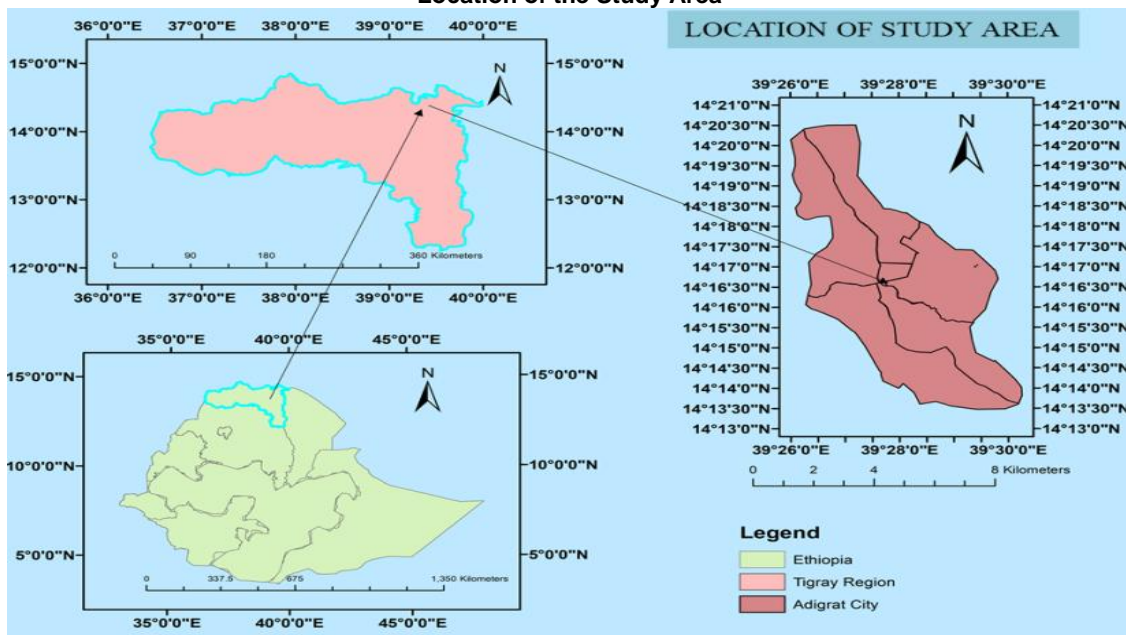 Location of the Study Area
LOCATION OF STUDY AREA
36°0'0"E 37°0'0"E 38°0'0"E 39°0'0"E 40°0'0"E
15°0'0"N 15°0'0"N
14°0'0"N 14°0'0"N
13°0'0"N 13°0'0"N
12°0'0"N 12°0'0"N
N
0 90 180 360 Kilometers
36°0'0"E 37°0'0"E 38°0'0"E 39°0'0"E 40°0'0"E
35°0'0"E 40°0'0"E 45°0'0"E
15°0'0"N 15°0'0"N
10°0'0"N 10°0'0"N
5°0'0"N 5°0'0"N
N
0 337.5 675 1,350 Kilometers
35°0'0"E 40°0'0"E 45°0'0"E
39°26'0"E 39°28'0"E 39°30'0"E
14°21'0"N 14°21'0"N
14°20'30"N 14°20'30"N
14°20'0"N 14°20'0"N
14°19'30"N 14°19'30"N
14°19'0"N 14°19'0"N
14°18'30"N 14°18'30"N
14°18'0"N 14°18'0"N
14°17'30"N 14°17'30"N
14°17'0"N 14°17'0"N
14°16'30"N 14°16'30"N
14°16'0"N 14°16'0"N
14°15'30"N 14°15'30"N
14°15'0"N 14°15'0"N
14°14'30"N 14°14'30"N
14°14'0"N 14°14'0"N
14°13'30"N 14°13'30"N
14°13'0"N 14°13'0"N
N
39°26'0"E 39°28'0"E 39°30'0"E
0 2 4 8 Kilometers
Legend
Ethiopia
Tigray Region
Adigrat City